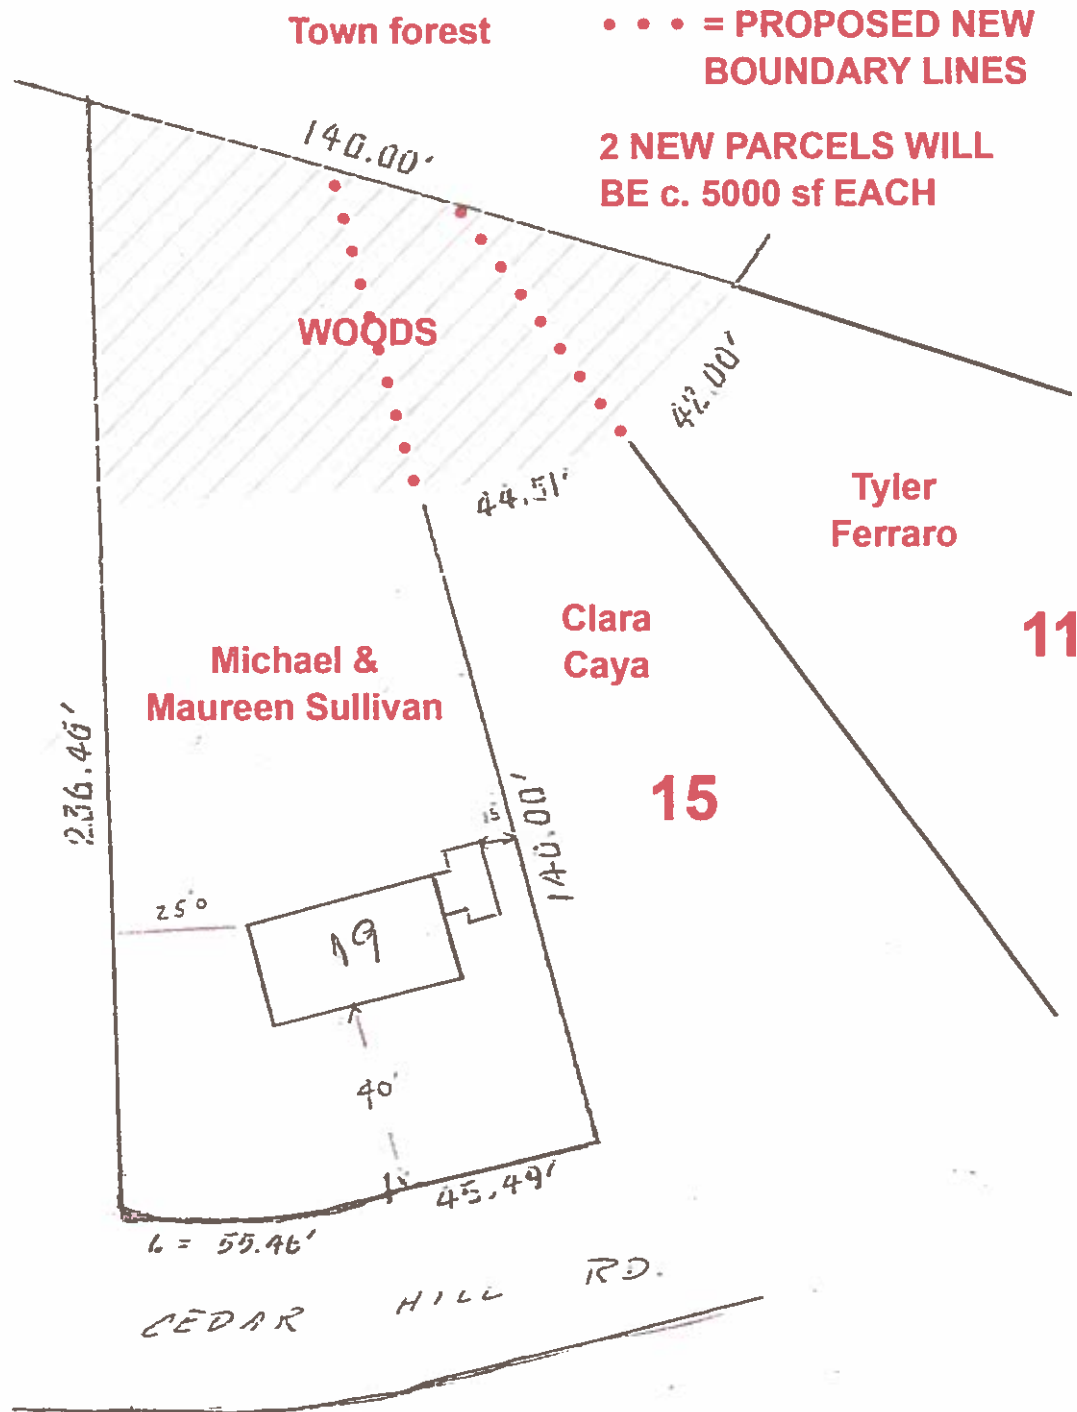 Town forest
• • • = PROPOSED NEW
BOUNDARY LINES
140.00'
2 NEW PARCELS WILL
BE c. 5000 sf EACH
WOODS
42.00'
44.51'
Tyler
Ferraro
Clara
Caya
11
Michael &
Maureen Sullivan
236.46'
15
15
140.00'
25°
19
40'
45.49'
L = 55.46'
CEDAR HILL RD.